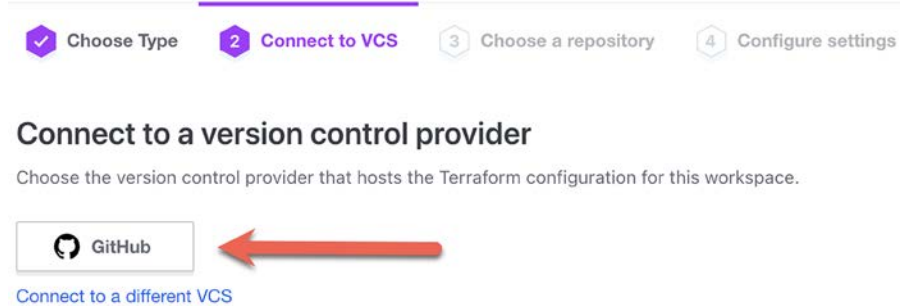 Choose Type
2 Connect to VCS
3 Choose a repository
4 Configure settings
Connect to a version control provider
Choose the version control provider that hosts the Terraform configuration for this workspace.
GitHub
Connect to a different VCS